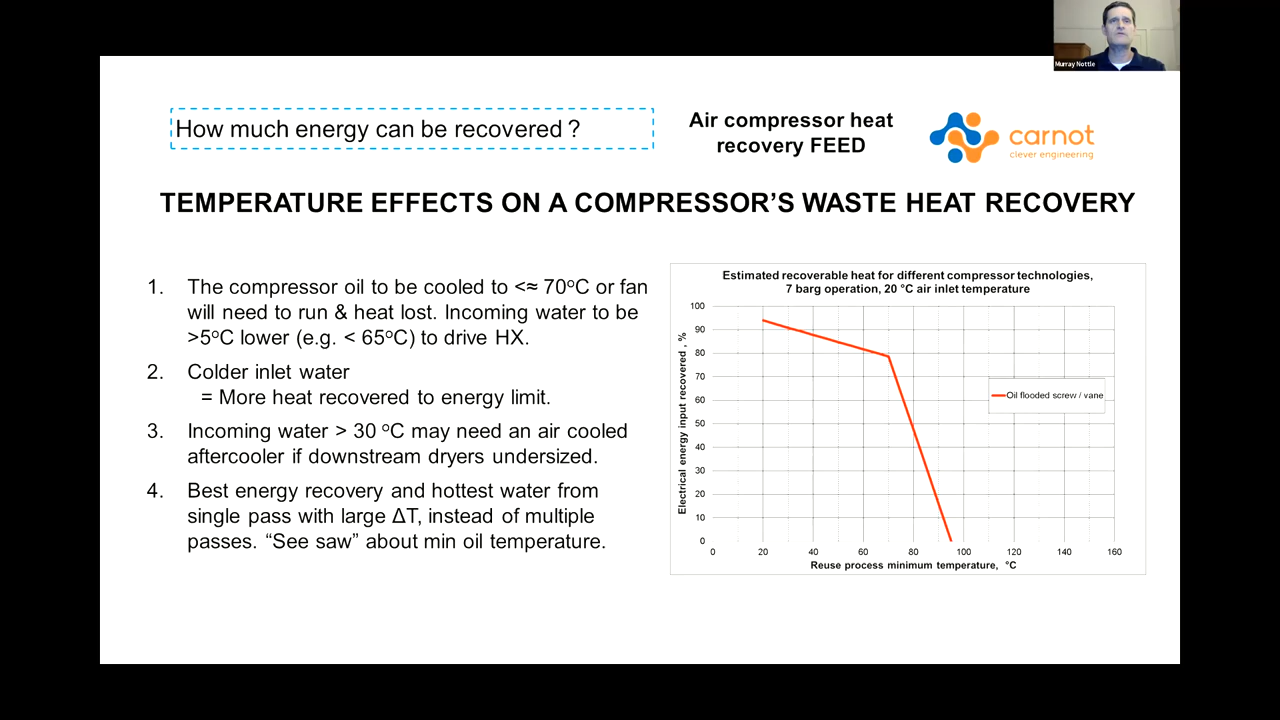 Murray Nottle
How much energy can be recovered ?
Air compressor heat
recovery FEED
carnot
clever engineering
TEMPERATURE EFFECTS ON A COMPRESSOR'S WASTE HEAT RECOVERY
1. The compressor oil to be cooled to <≈ 70°C or fan
will need to run & heat lost. Incoming water to be
>5°C lower (e.g. < 65°C) to drive HX.
2. Colder inlet water
= More heat recovered to energy limit.
3. Incoming water > 30 °C may need an air cooled
aftercooler if downstream dryers undersized.
4. Best energy recovery and hottest water from
single pass with large ΔT, instead of multiple
passes. “See saw” about min oil temperature.
Estimated recoverable heat for different compressor technologies,
7 barg operation, 20 °C air inlet temperature
Electrical energy input recovered , %
100
90
80
70
60
50
40
30
20
10
0
Oil flooded screw / vane
0 20 40 60 80 100 120 140 160
Reuse process minimum temperature, °C